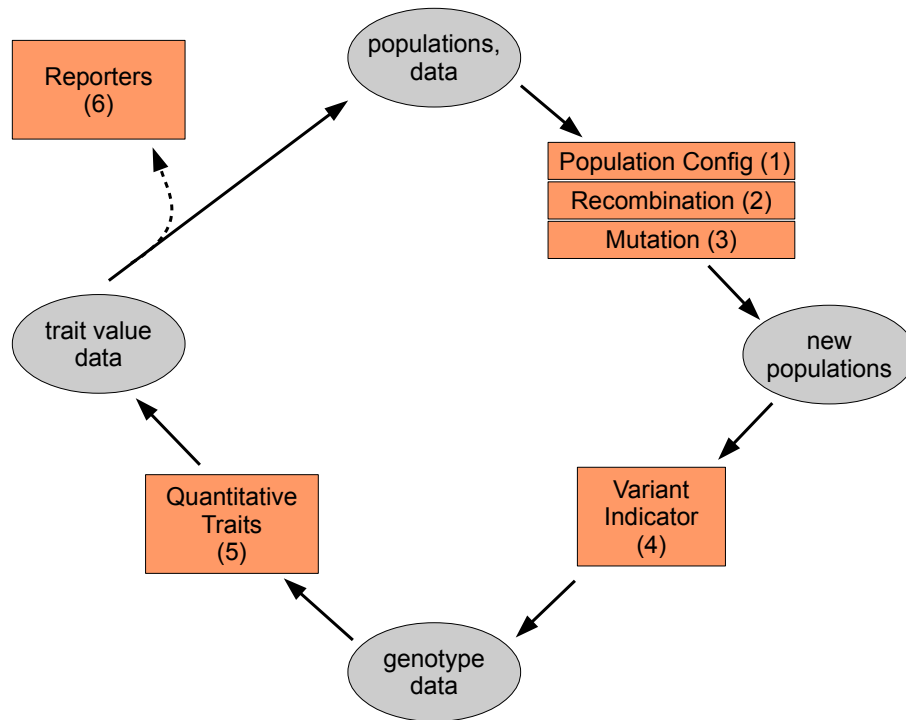 populations,
data
Reporters
(6)
Population Config (1)
Recombination (2)
Mutation (3)
trait value
data
new
populations
Quantitative
Traits
(5)
Variant
Indicator
(4)
genotype
data